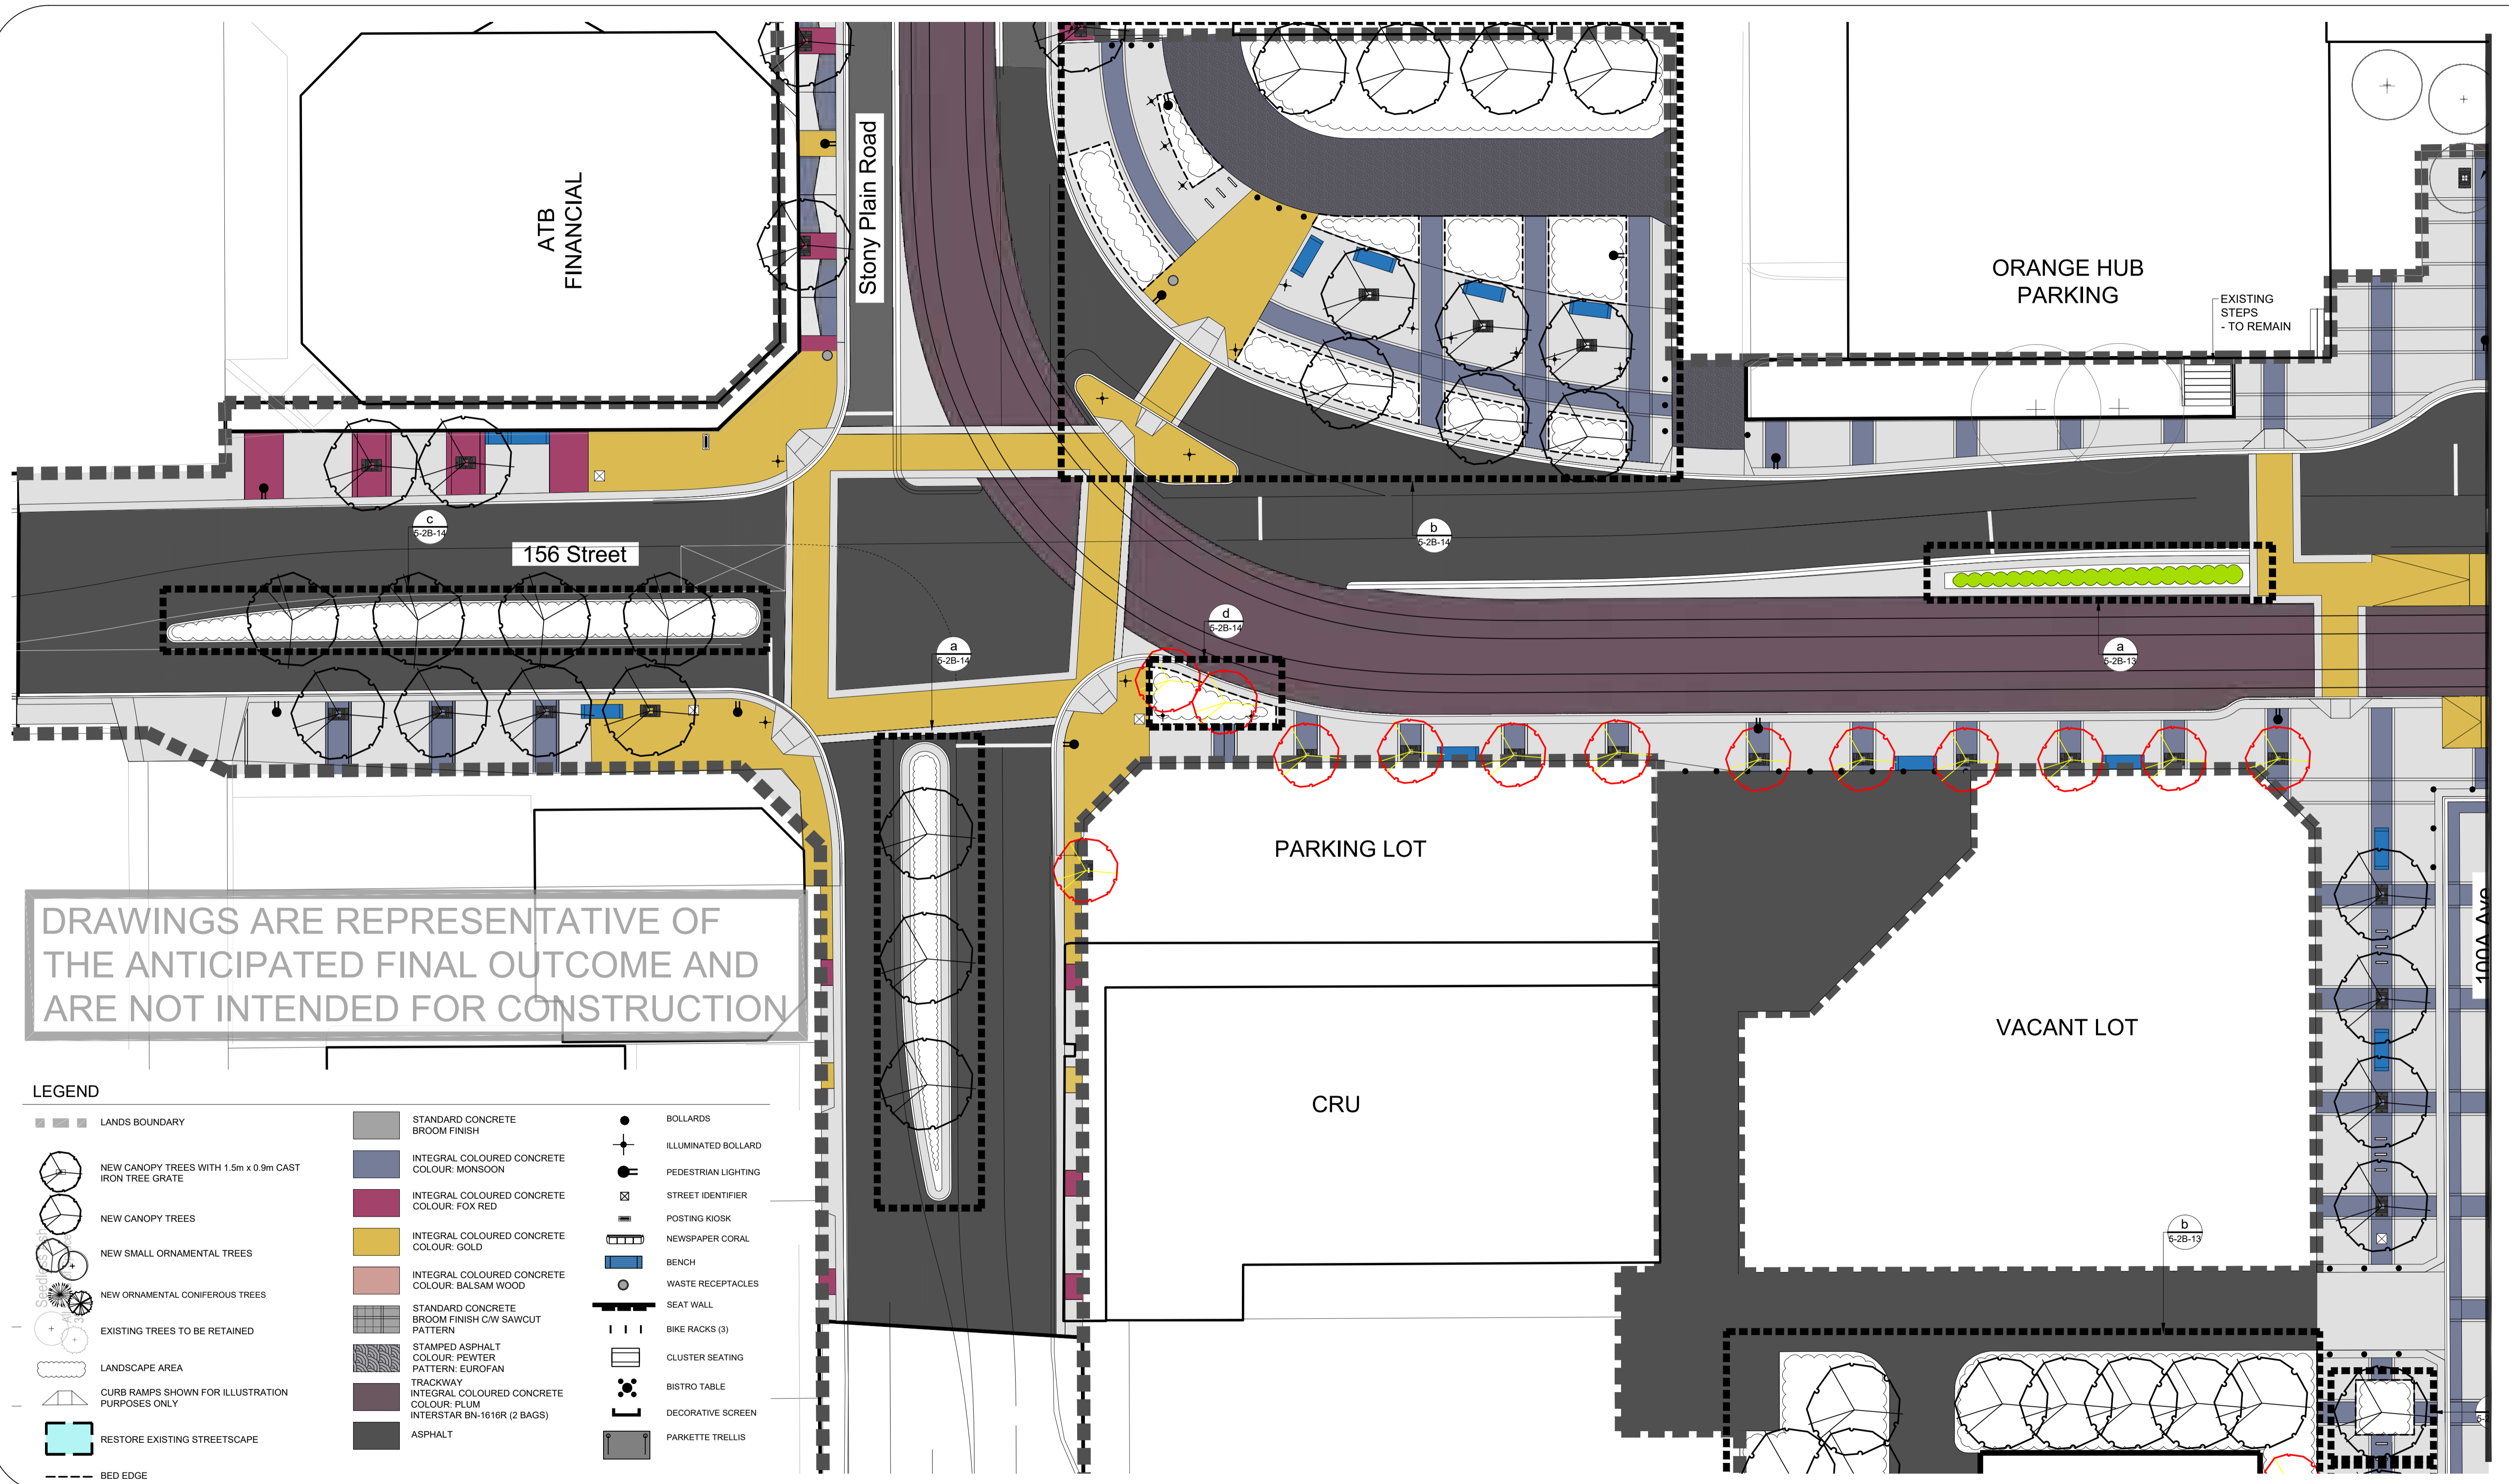 ATB
FINANCIAL
Stony Plain Road
ORANGE HUB
PARKING
EXISTING
STEPS
- TO REMAIN
c
5-2B-14
156 Street
b
5-2B-14
a
5-2B-14
d
5-2B-14
a
5-2B-13
PARKING LOT
VACANT LOT
CRU
100A Ave
b
5-2B-13
DRAWINGS ARE REPRESENTATIVE OF
THE ANTICIPATED FINAL OUTCOME AND
ARE NOT INTENDED FOR CONSTRUCTION
LEGEND
LANDS BOUNDARY
NEW CANOPY TREES WITH 1.5m x 0.9m CAST
IRON TREE GRATE
NEW CANOPY TREES
NEW SMALL ORNAMENTAL TREES
NEW ORNAMENTAL CONIFEROUS TREES
EXISTING TREES TO BE RETAINED
LANDSCAPE AREA
CURB RAMPS SHOWN FOR ILLUSTRATION
PURPOSES ONLY
RESTORE EXISTING STREETSCAPE
BED EDGE
STANDARD CONCRETE
BROOM FINISH
INTEGRAL COLOURED CONCRETE
COLOUR: MONSOON
INTEGRAL COLOURED CONCRETE
COLOUR: FOX RED
INTEGRAL COLOURED CONCRETE
COLOUR: GOLD
INTEGRAL COLOURED CONCRETE
COLOUR: BALSAM WOOD
STANDARD CONCRETE
BROOM FINISH C/W SAWCUT
PATTERN
STAMPED ASPHALT
COLOUR: PEWTER
PATTERN: EUROFAN
TRACKWAY
INTEGRAL COLOURED CONCRETE
COLOUR: PLUM
INTERSTAR BN-1616R (2 BAGS)
ASPHALT
BOLLARDS
ILLUMINATED BOLLARD
PEDESTRIAN LIGHTING
STREET IDENTIFIER
POSTING KIOSK
NEWSPAPER CORAL
BENCH
WASTE RECEPTACLES
SEAT WALL
BIKE RACKS (3)
CLUSTER SEATING
BISTRO TABLE
DECORATIVE SCREEN
PARKETTE TRELLIS